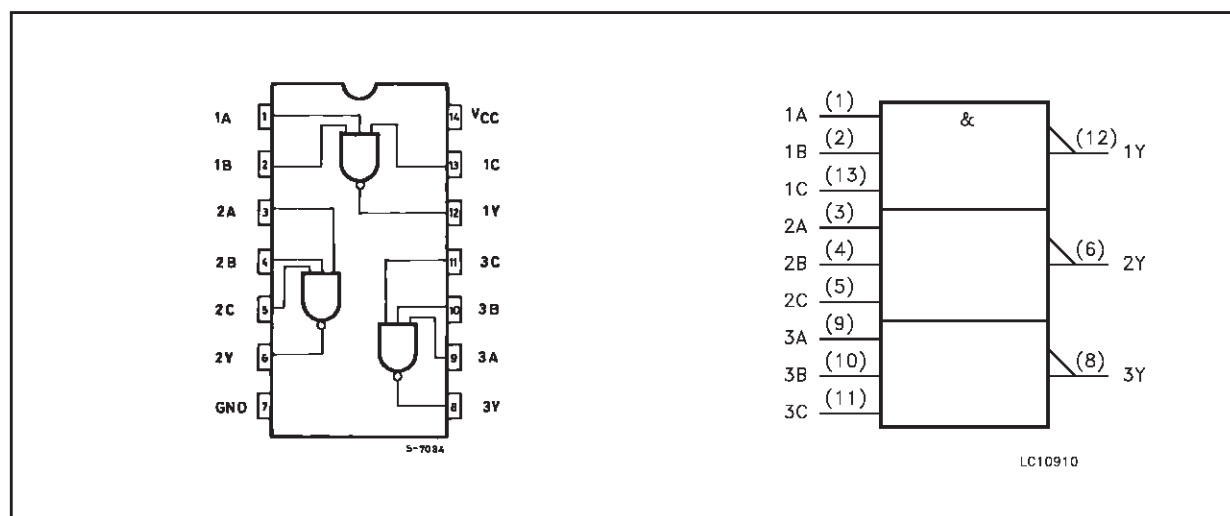 1A 1 14 VCC
1B 2 13 1C
2A 3 12 1Y
2B 4 11 3C
2C 5 10 3B
2Y 6 9 3A
GND 7 8 3Y
S-7084
&
1A (1)
1B (2)
1C (13)
2A (3)
2B (4)
2C (5)
3A (9)
3B (10)
3C (11)
(12) 1Y
(6) 2Y
(8) 3Y
LC10910